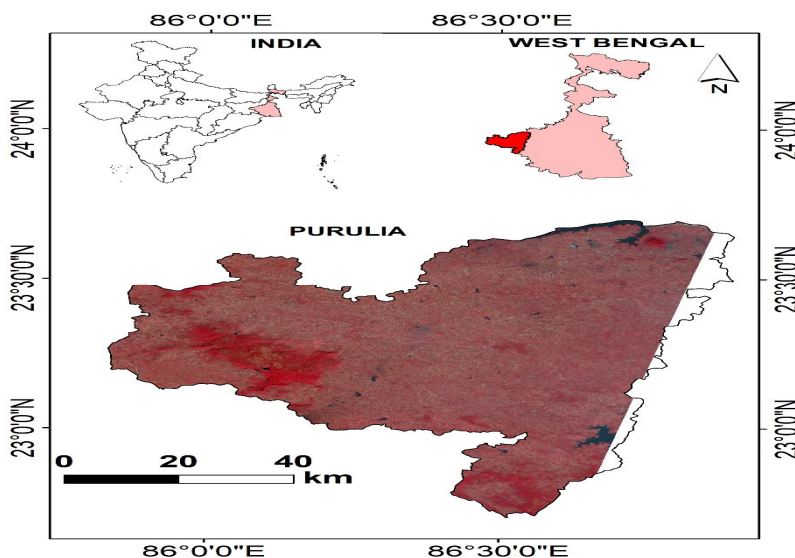 86°0'0"E 86°30'0"E
INDIA WEST BENGAL
N
24°0'0"N 24°0'0"N
PURULIA
23°30'0"N 23°30'0"N
23°0'0"N 23°0'0"N
0 20 40
km
86°0'0"E 86°30'0"E